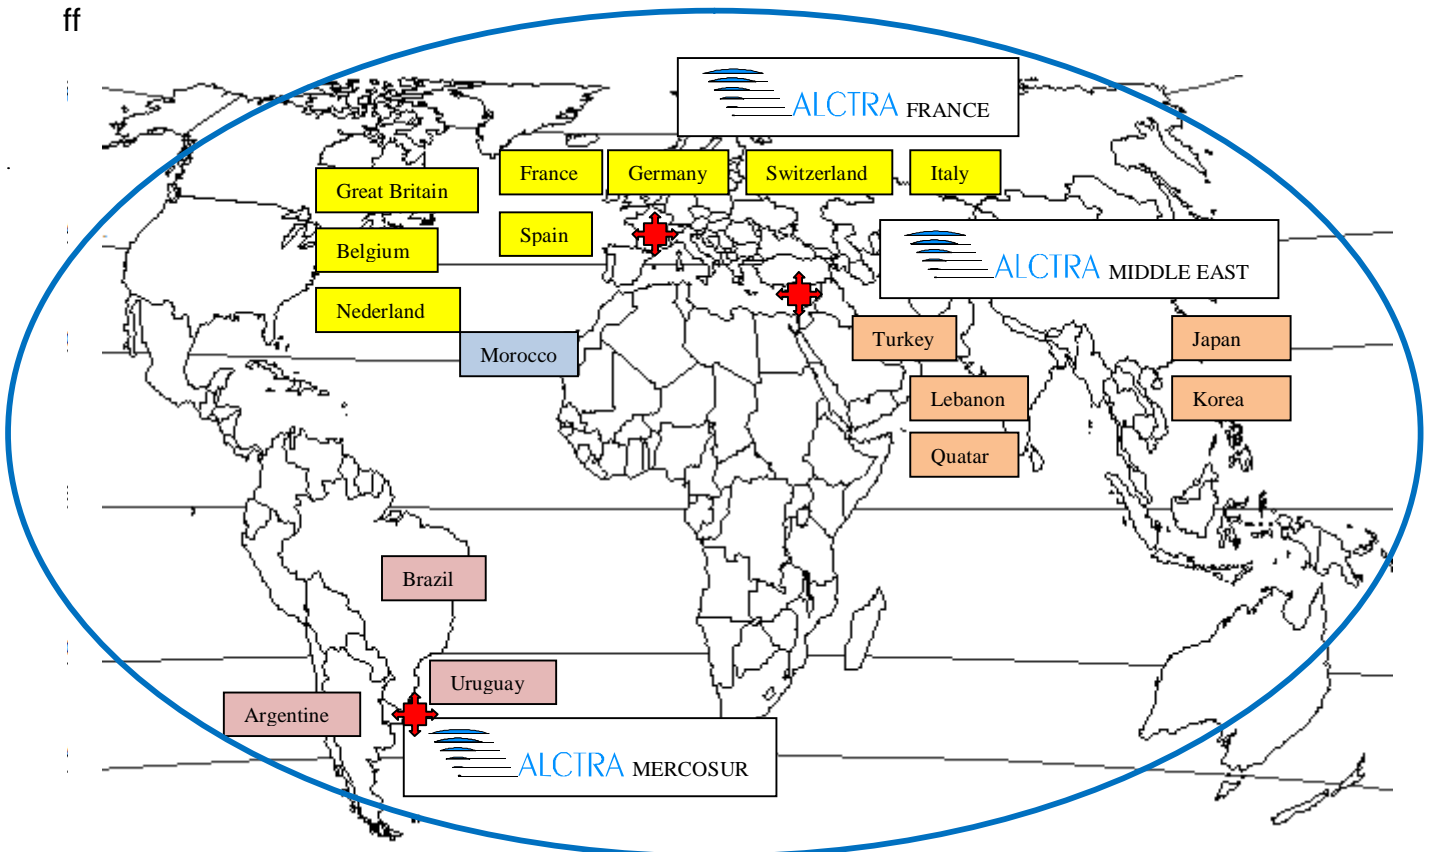 ff
ALCTRA FRANCE
France
Germany
Switzerland
Italy
Great Britain
Spain
Belgium
ALCTRA MIDDLE EAST
Nederland
Morocco
Turkey
Japan
Lebanon
Korea
Quatar
Brazil
Uruguay
Argentine
ALCTRA MERCOSUR